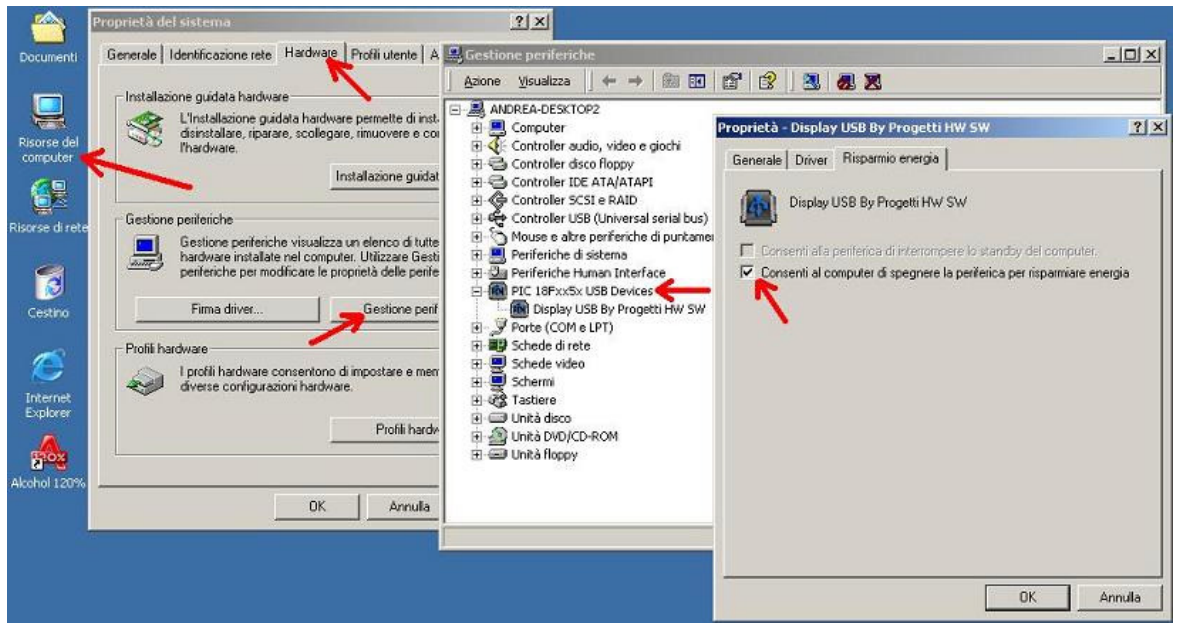 Documenti
Risorse del
computer
Risorse di rete
Cestino
Internet
Explorer
Alcohol 120%
Proprietà del sistema
Generale
Identificazione rete
Hardware
Profili utente
A
Installazione guidata hardware
L'Installazione guidata hardware permette di inst
disinstallare, riparare, scollegare, rimuovere e co
l'hardware.
Installazione guidat
Gestione periferiche
Gestione periferiche visualizza un elenco di tutte
hardware installate nel computer. Utilizzare Gesti
periferiche per modificare le proprietà delle perife
Firma driver...
Gestione perif
Profili hardware
I profili hardware consentono di impostare e mem
diverse configurazioni hardware.
Profili hardw
OK
Annulla
Gestione periferiche
Azione
Visualizza
ANDREA-DESKTOP2
Computer
Controller audio, video e giochi
Controller disco floppy
Controller IDE ATA/ATAPI
Controller SCSI e RAID
Controller USB (Universal serial bus)
Mouse e altre periferiche di puntame
Periferiche di sistema
Periferiche Human Interface
PIC 18Fxx5x USB Devices
Display USB By Progetti HW SW
Porte (COM e LPT)
Schede di rete
Schede video
Schermi
Tastiere
Unità disco
Unità DVD/CD-ROM
Unità floppy
Proprietà - Display USB By Progetti HW SW
Generale
Driver
Risparmio energia
Display USB By Progetti HW SW
Consenti alla periferica di interrompere lo standby del computer.
Consenti al computer di spegnere la periferica per risparmiare energia
OK
Annulla